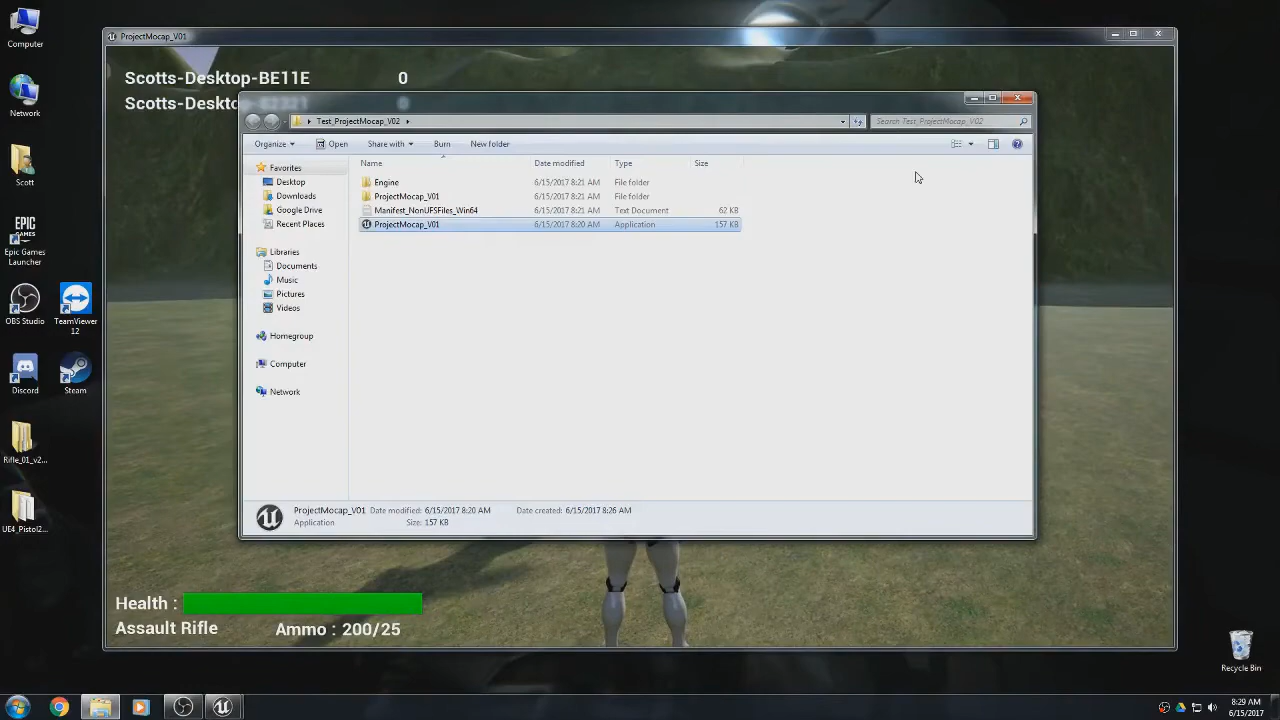 Computer
Network
Scott
EPIC
GAMES
Epic Games
Launcher
OBS Studio
TeamViewer
12
Discord
Steam
Rifle_01_v2...
UE4_Pistol2...
ProjectMocap_V01
Scotts-Desktop-BE11E 0
Scotts-Deskto
Test_ProjectMocap_V02
Search Test_ProjectMocap_V02
Organize Open Share with Burn New folder
Name Date modified Type Size
Engine 6/15/2017 8:21 AM File folder
ProjectMocap_V01 6/15/2017 8:21 AM File folder
Manifest_NonUFSFiles_Win64 6/15/2017 8:21 AM Text Document 62 KB
ProjectMocap_V01 6/15/2017 8:20 AM Application 157 KB
Favorites
Desktop
Downloads
Google Drive
Recent Places
Libraries
Documents
Music
Pictures
Videos
Homegroup
Computer
Network
ProjectMocap_V01 Date modified: 6/15/2017 8:20 AM Date created: 6/15/2017 8:26 AM
Application Size: 157 KB
Health :
Assault Rifle Ammo : 200/25
Recycle Bin
8:29 AM
6/15/2017